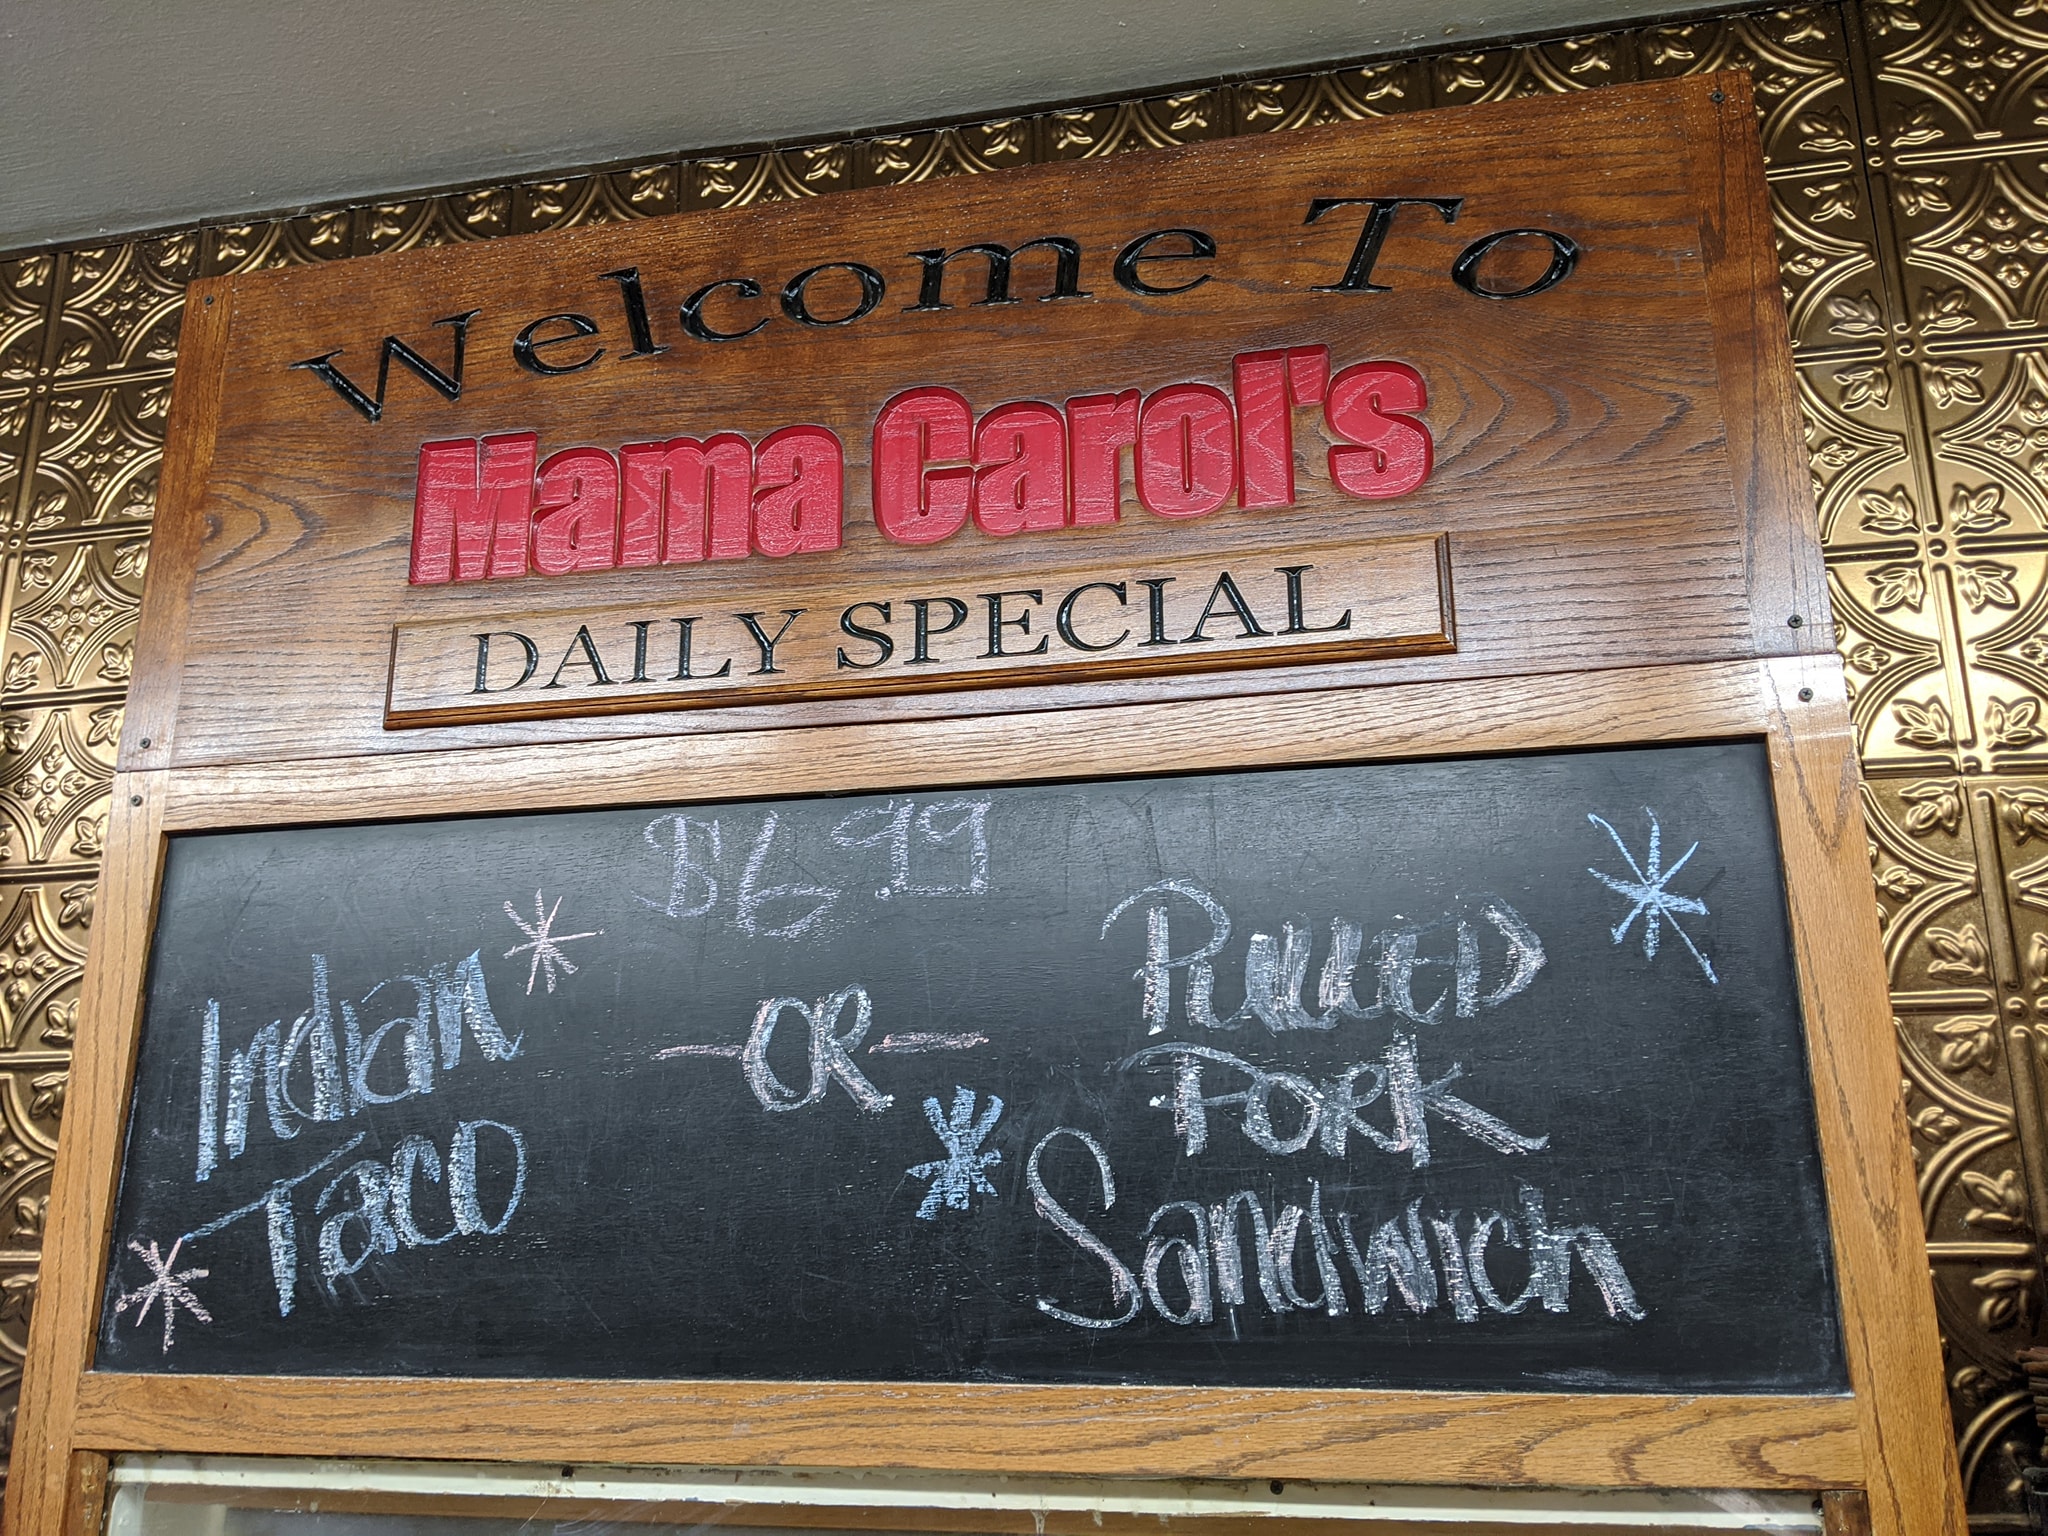 Welcome To
Mama Carol's
DAILY SPECIAL
$6.99
Indian
Taco
-OR-
PULLED
PORK
Sandwich